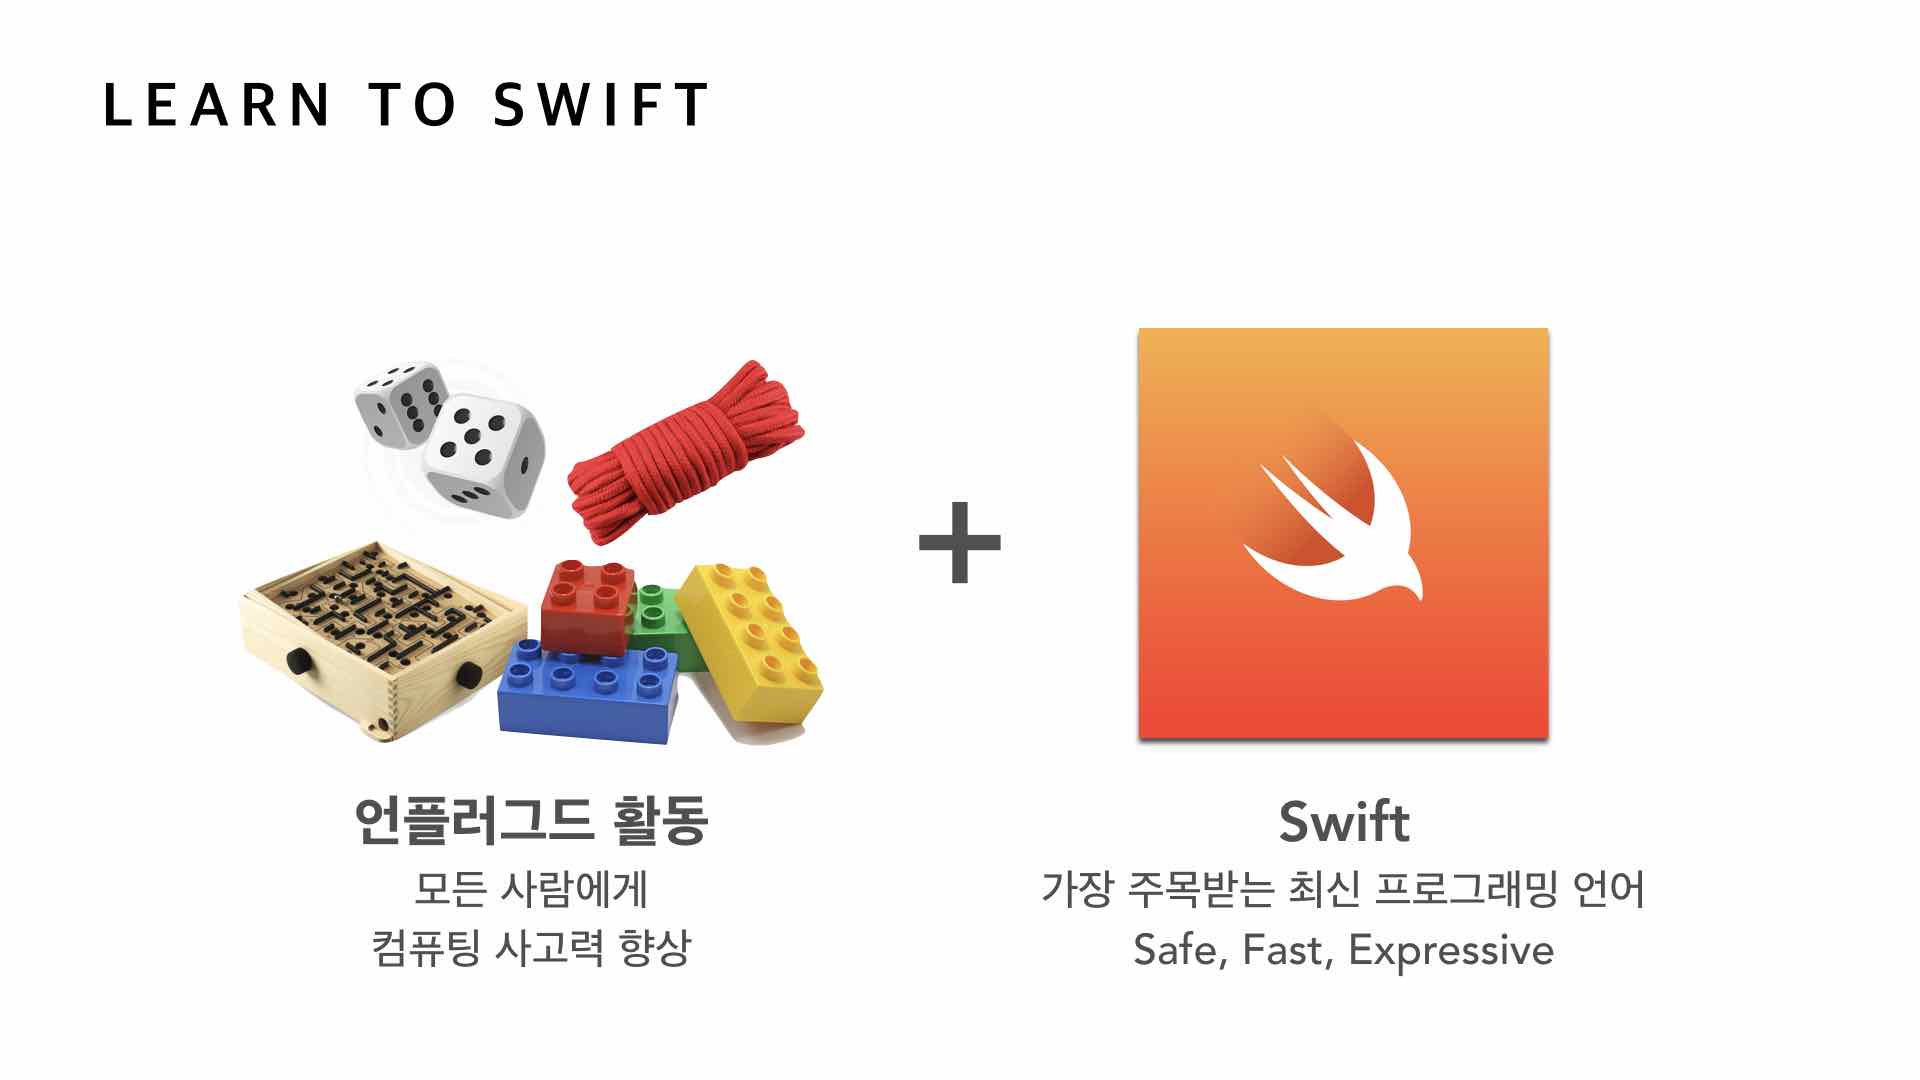 LEARN TO SWIFT
언플러그드 활동
모든 사람에게
컴퓨팅 사고력 향상
+
Swift
가장 주목받는 최신 프로그래밍 언어
Safe, Fast, Expressive